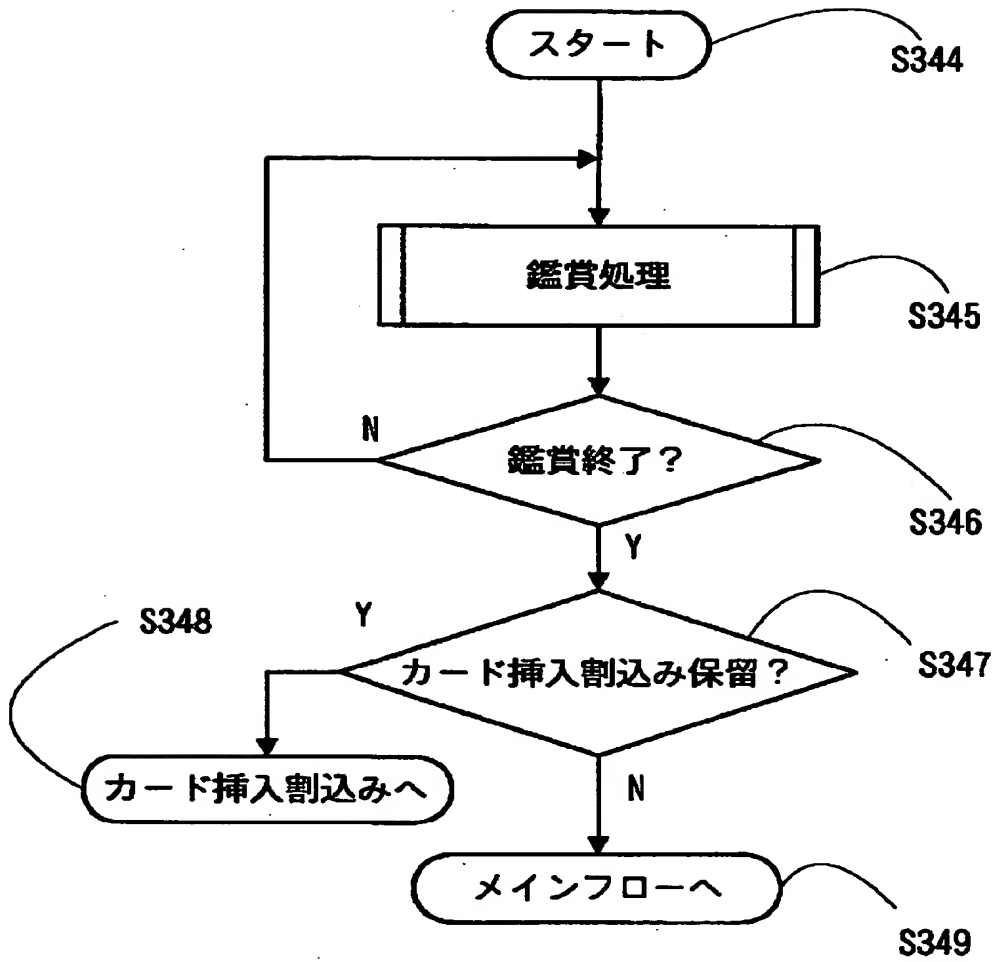 スタート
S344
鑑賞処理
S345
N
鑑賞終了？
S346
Y
S348
Y
カード挿入割込み保留？
S347
カード挿入割込みへ
N
メインフローへ
S349